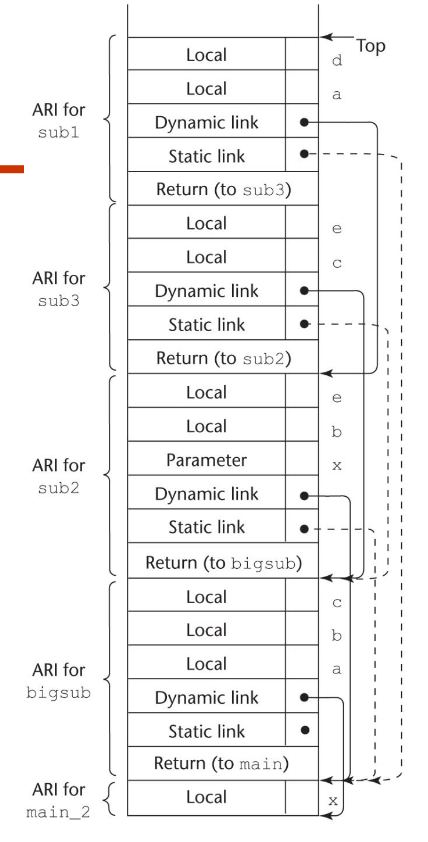 Top
Local d
Local a
ARI for
sub1
Dynamic link
Static link
Return (to sub3)
Local e
Local c
ARI for
sub3
Dynamic link
Static link
Return (to sub2)
Local e
Local b
Parameter x
ARI for
sub2
Dynamic link
Static link
Return (to bigsub)
Local c
Local b
Local a
ARI for
bigsub
Dynamic link
Static link
Return (to main)
ARI for
main_2
Local x